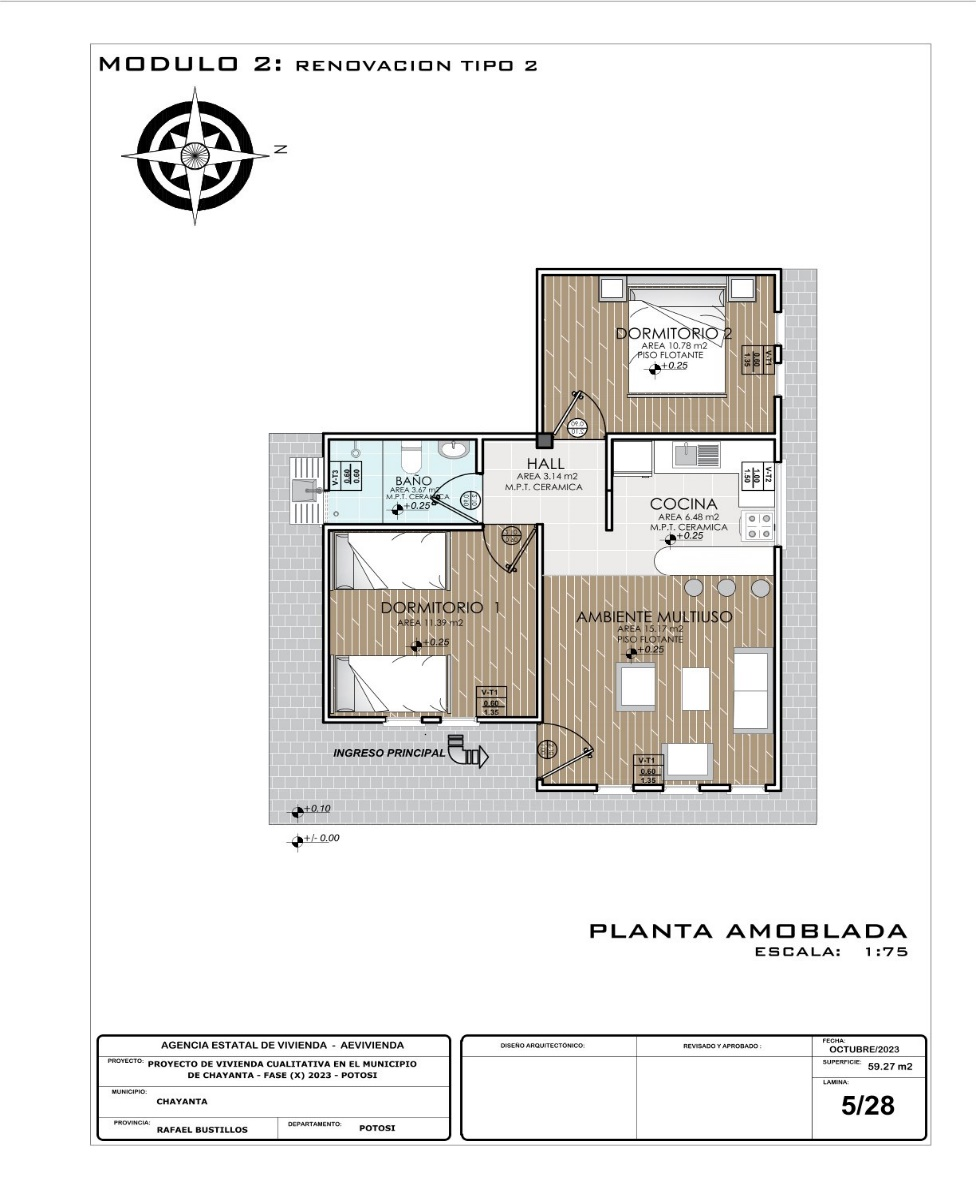 MODULO 2: RENOVACION TIPO 2
N
DORMITORIO 2
AREA 10.78 m2
PISO FLOTANTE
+0.25
V-T1
0.60
1.35
HALL
AREA 3.14 m2
M.P.T. CERAMICA
V-T3
0.60
0.60
BAÑO
AREA 3.67 m2
M.P.T. CERAMICA
+0.25
COCINA
AREA 6.48 m2
M.P.T. CERAMICA
+0.25
V-T2
1.50
DORMITORIO 1
AREA 11.39 m2
+0.25
V-T1
0.60
1.35
AMBIENTE MULTIUSO
AREA 15.17 m2
PISO FLOTANTE
+0.25
V-T1
0.60
1.35
INGRESO PRINCIPAL
+0.10
+/- 0.00
PLANTA AMOBLADA
ESCALA: 1:75
AGENCIA ESTATAL DE VIVIENDA - AEVIVIENDA
PROYECTO: PROYECTO DE VIVIENDA CUALITATIVA EN EL MUNICIPIO
DE CHAYANTA - FASE (X) 2023 - POTOSI
MUNICIPIO:
CHAYANTA
PROVINCIA: RAFAEL BUSTILLOS
DEPARTAMENTO: POTOSI
DISEÑO ARQUITECTÓNICO:
REVISADO Y APROBADO :
FECHA:
OCTUBRE/2023
SUPERFICIE: 59.27 m2
LAMINA:
5/28